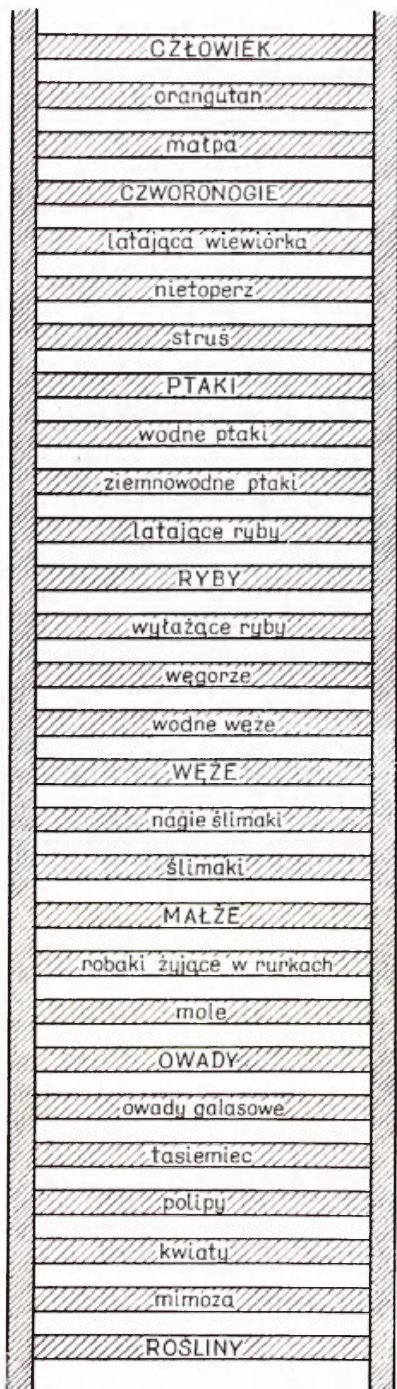 CZŁOWIEK
orangutan
małpa
CZWORONOGIE
latająca wiewiórka
nietoperz
struś
PTAKI
wodne ptaki
ziemnowodne ptaki
latające ryby
RYBY
wyłażące ryby
węgorze
wodne węże
WĘŻE
nagie ślimaki
ślimaki
MAŁŻE
robaki żyjące w rurkach
mole
OWADY
owady galasowe
tasiemiec
polipy
kwiaty
mimoza
ROŚLINY